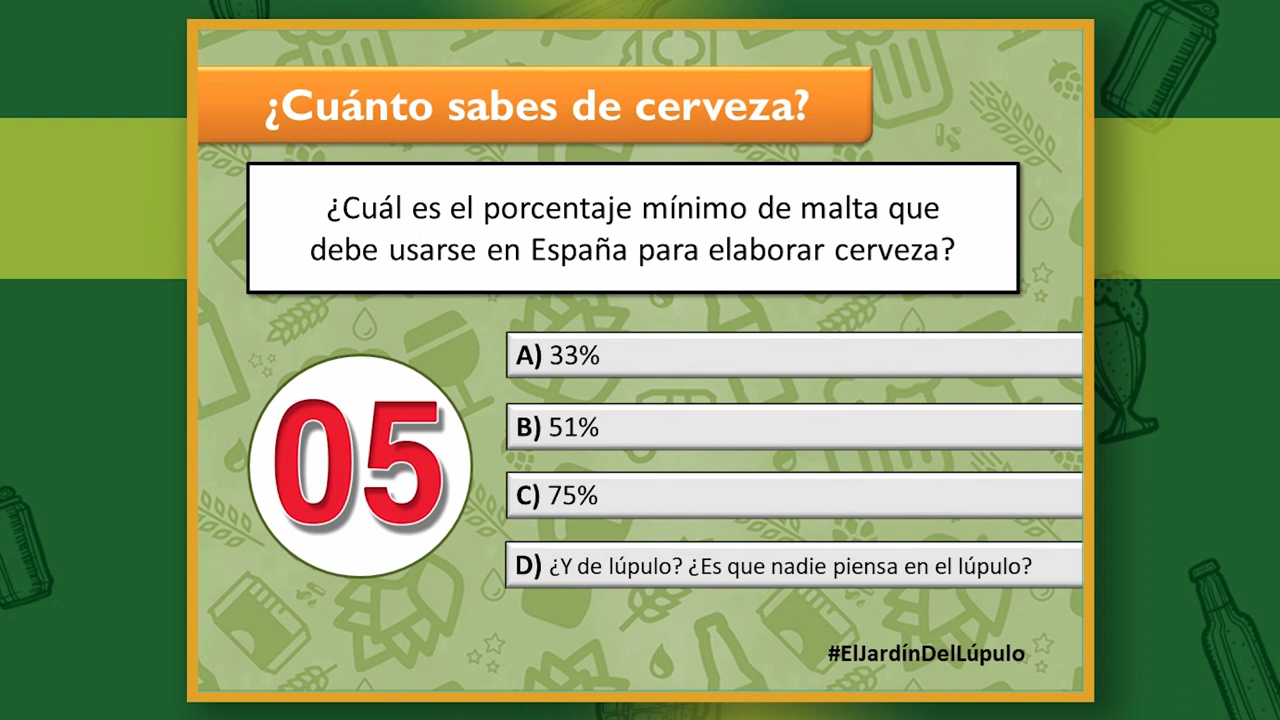 ¿Cuánto sabes de cerveza?
¿Cuál es el porcentaje mínimo de malta que
debe usarse en España para elaborar cerveza?
05
A) 33%
B) 51%
C) 75%
D) ¿Y de lúpulo? ¿Es que nadie piensa en el lúpulo?
#ElJardínDelLúpulo